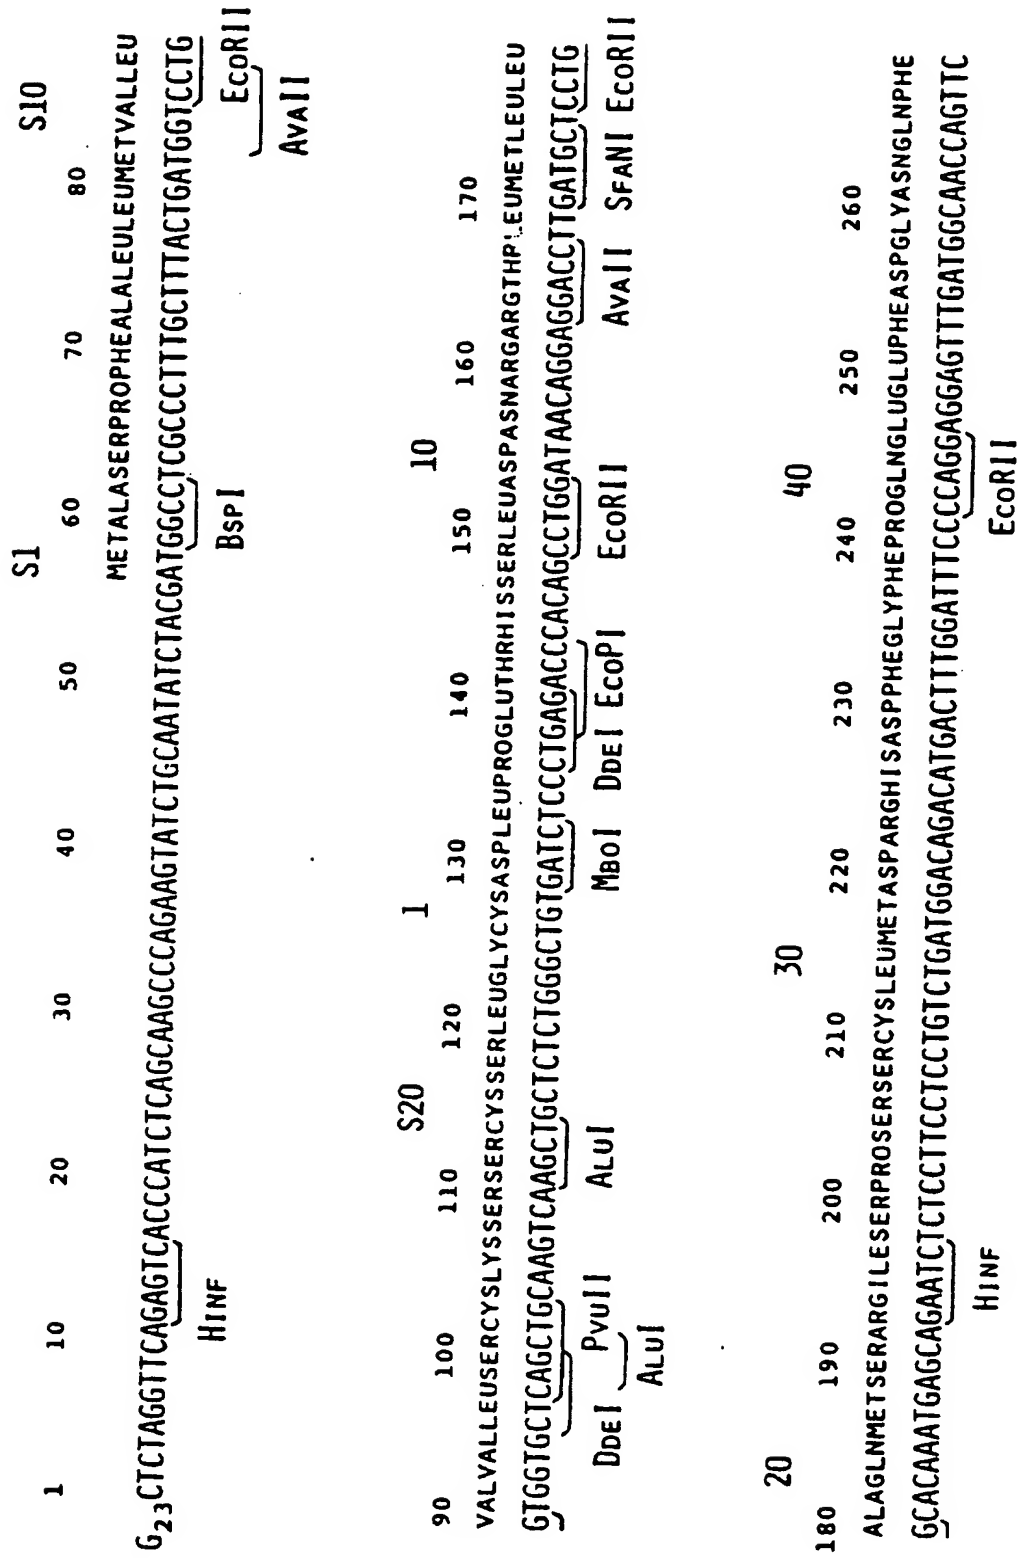 S1 S10
1 10 20 30 40 50 60 70 80
METALASERPROPHEALALEULEUMETVALLEU
G23CTCTAGGTTCAGAGTCACCCATCTCAGCAAGCCCAGAAGTATCTGCAATATCTACGATGGCCTCGCCCTTTGCTTTACTGATGGTCCTG
HINF BSPI ECORII
AVAII
S20 1 10
90 100 110 120 130 140 150 160 170
VALVALLEUSERCYSLYSSERSERCYSSERLEUGLYCYSASPLEUPROGLUTHRHISSERLEUASPASNARGARGTHRLEUMETLEULEU
GTGGTGCTCAGCTGCAAGTCAAGCTGCTCTCTGGGCTGTGATCTCCCTGAGACCCACAGCCTGGATAACAGGAGGACCTTGATGCTCCTG
DDEI PVUII ALUI MBOI DDEI ECOPI ECORII AVAII SFANI ECORII
ALUI
20 30 40
180 190 200 210 220 230 240 250 260
ALAGLNMETSERARGILESERPROSERSERCYSLEUMETASPARGHISASPPHEGLYPHEPROGLNGLUGLUPHEASPGLYASNGLNPHE
GCACAAATGAGCAGAATCTCTCCTTCCTCCTGTCTGATGGACAGACATGACTTTGGATTTCCCCAGGAGGAGTTTGATGGCAACCAGTTC
HINF ECORII